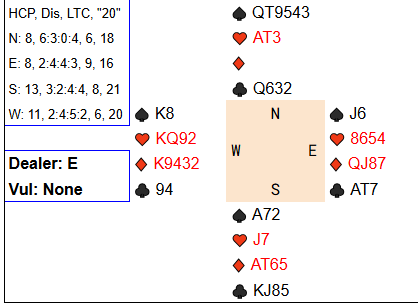 HCP, Dis, LTC, "20"
N: 8, 6:3:0:4, 6, 18
E: 8, 2:4:4:3, 9, 16
S: 13, 3:2:4:4, 8, 21
W: 11, 2:4:5:2, 6, 20
Dealer: E
Vul: None
♠ QT9543
♥ AT3
♦
♣ Q632
♠ K8
♥ KQ92
♦ K9432
♣ 94
N
W E
S
♠ J6
♥ 8654
♦ QJ87
♣ AT7
♠ A72
♥ J7
♦ AT65
♣ KJ85